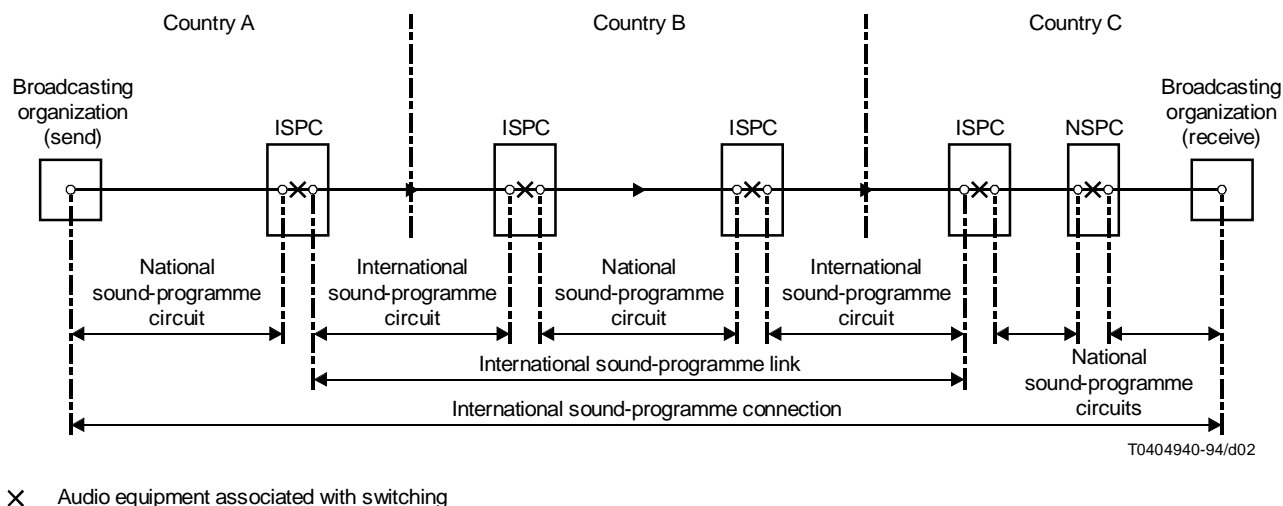 Country A
Country B
Country C
Broadcasting
organization
(send)
ISPC
ISPC
ISPC
ISPC
NSPC
Broadcasting
organization
(receive)
National
sound-programme
circuit
International
sound-programme
circuit
National
sound-programme
circuit
International
sound-programme
circuit
National
sound-programme
circuits
International sound-programme link
International sound-programme connection
T0404940-94/d02
Audio equipment associated with switching